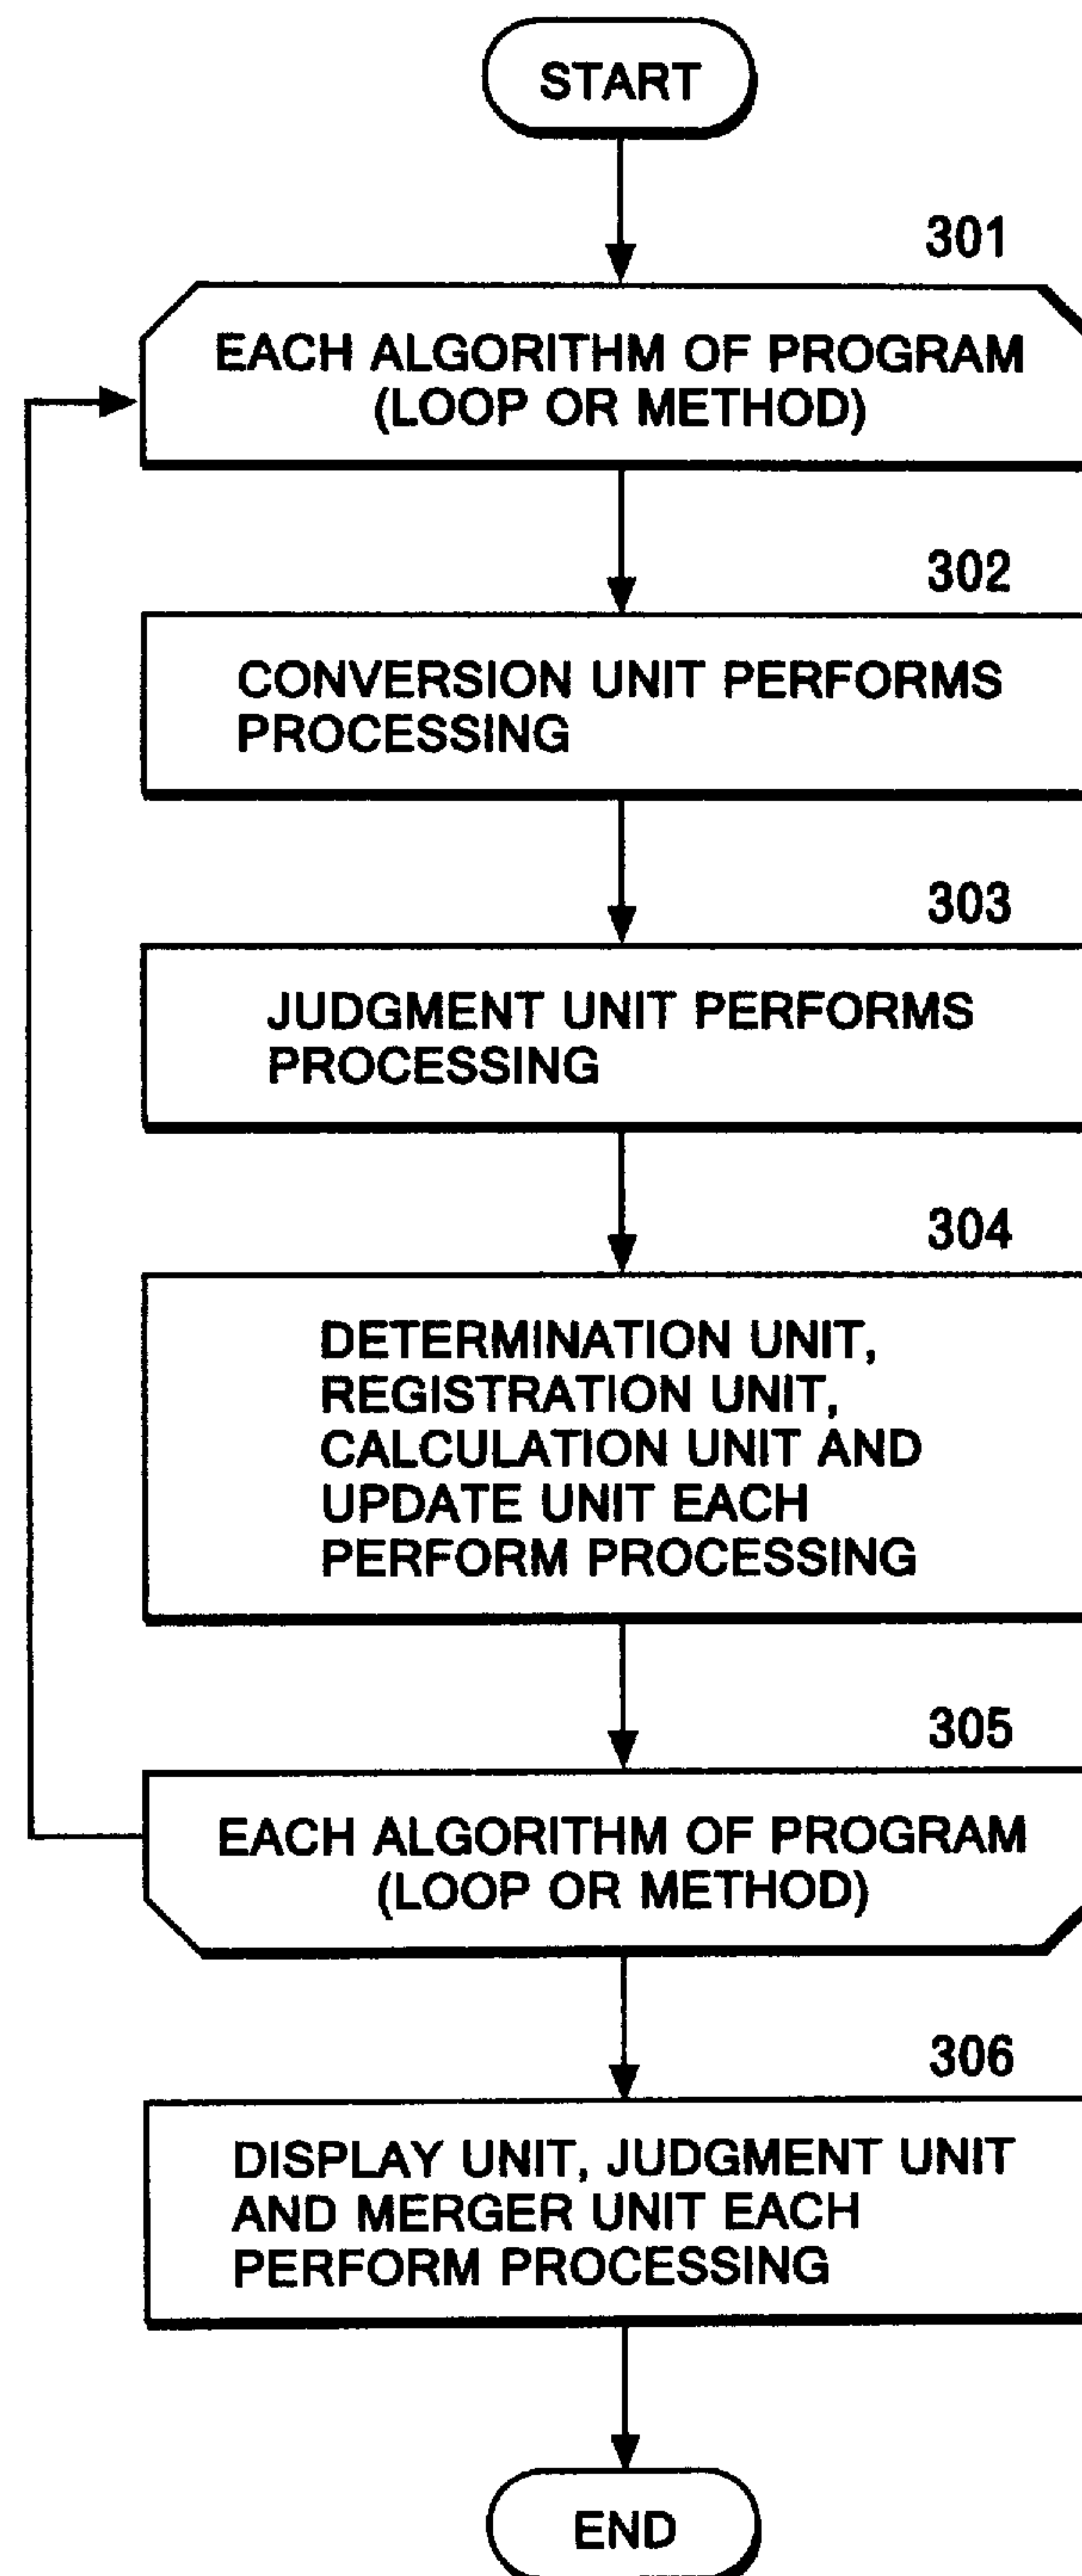 START
301
EACH ALGORITHM OF PROGRAM
(LOOP OR METHOD)
302
CONVERSION UNIT PERFORMS
PROCESSING
303
JUDGMENT UNIT PERFORMS
PROCESSING
304
DETERMINATION UNIT,
REGISTRATION UNIT,
CALCULATION UNIT AND
UPDATE UNIT EACH
PERFORM PROCESSING
305
EACH ALGORITHM OF PROGRAM
(LOOP OR METHOD)
306
DISPLAY UNIT, JUDGMENT UNIT
AND MERGER UNIT EACH
PERFORM PROCESSING
END